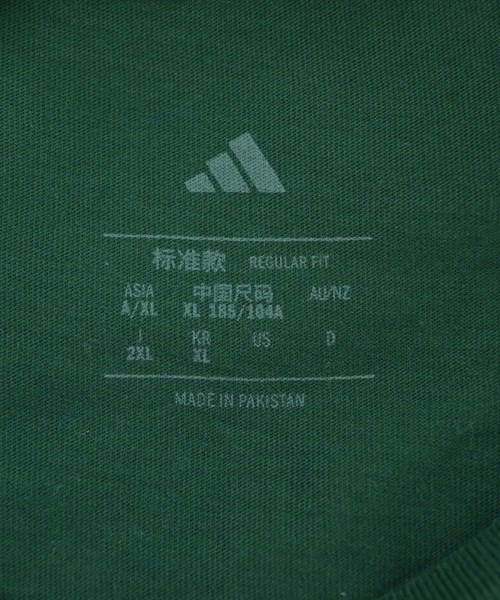 标准款 REGULAR FIT
ASIA 中国尺码 AU/NZ
A/XL XL 185/104A
J KR US D
2XL XL
MADE IN PAKISTAN